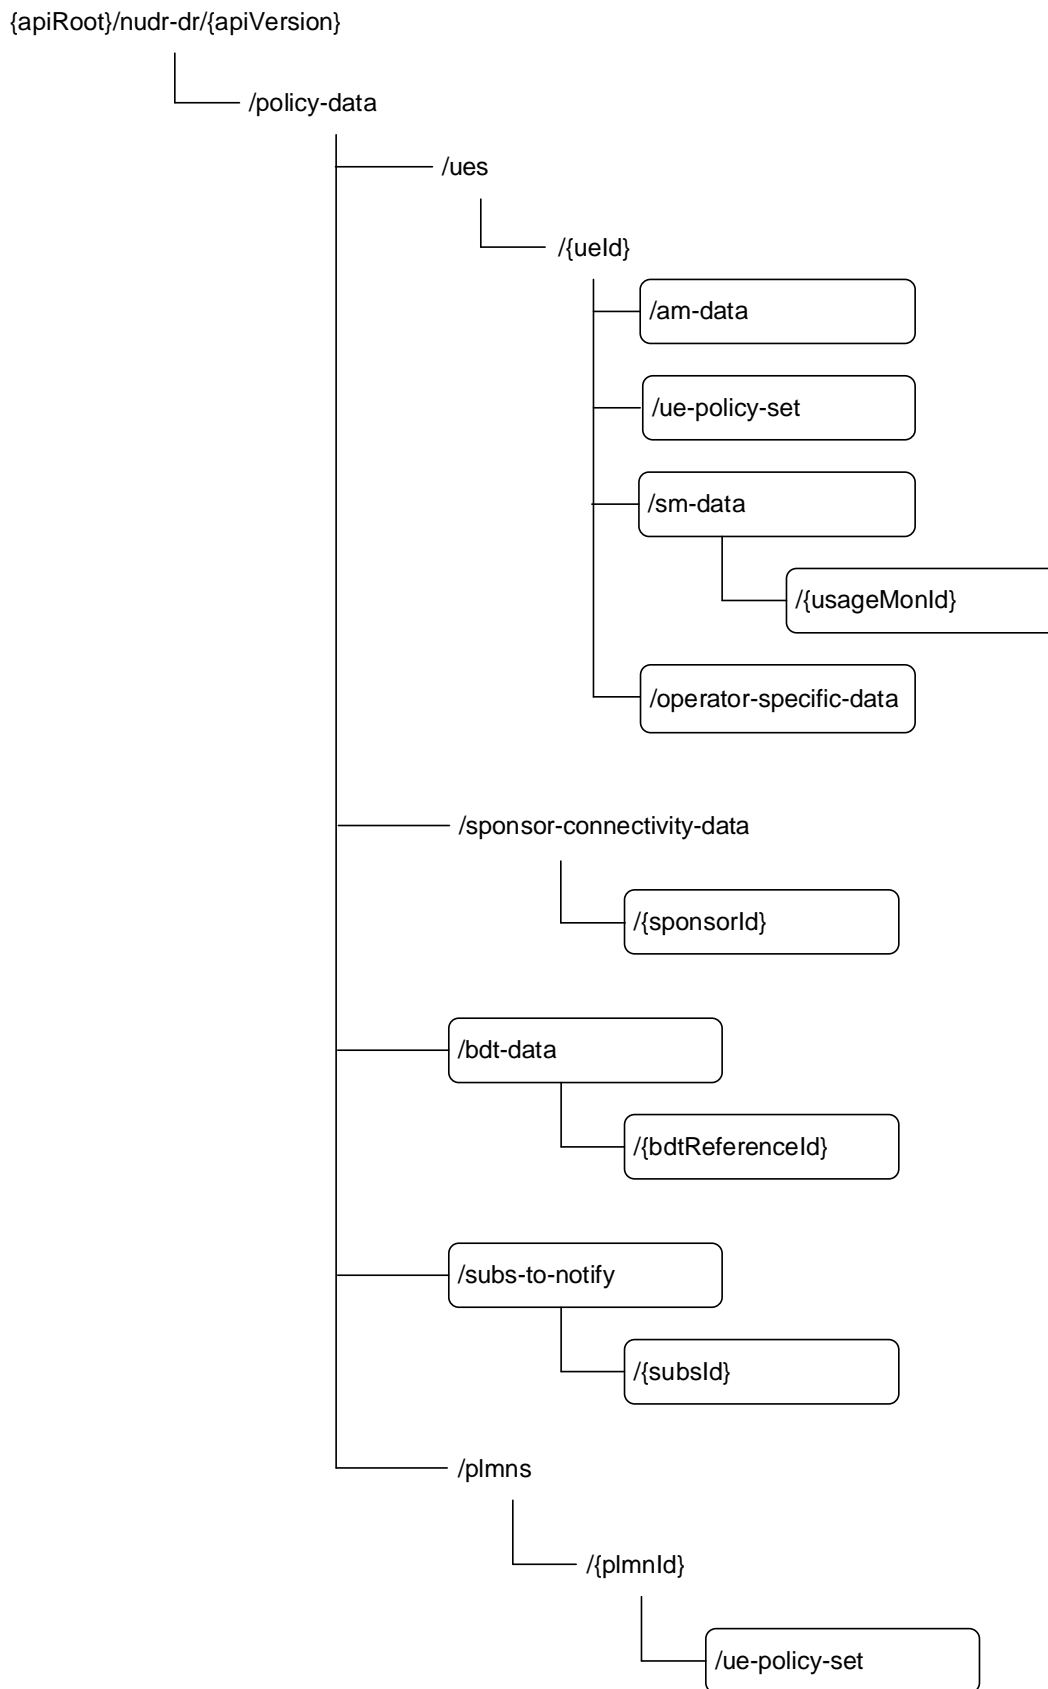 {apiRoot}/nudr-dr/{apiVersion}
/policy-data
/ues
/{ueId}
/am-data
/ue-policy-set
/sm-data
/{usageMonId}
/operator-specific-data
/sponsor-connectivity-data
/{sponsorId}
/bdt-data
/{bdtReferenceId}
/subs-to-notify
/{subsId}
/plmns
/{plmnId}
/ue-policy-set